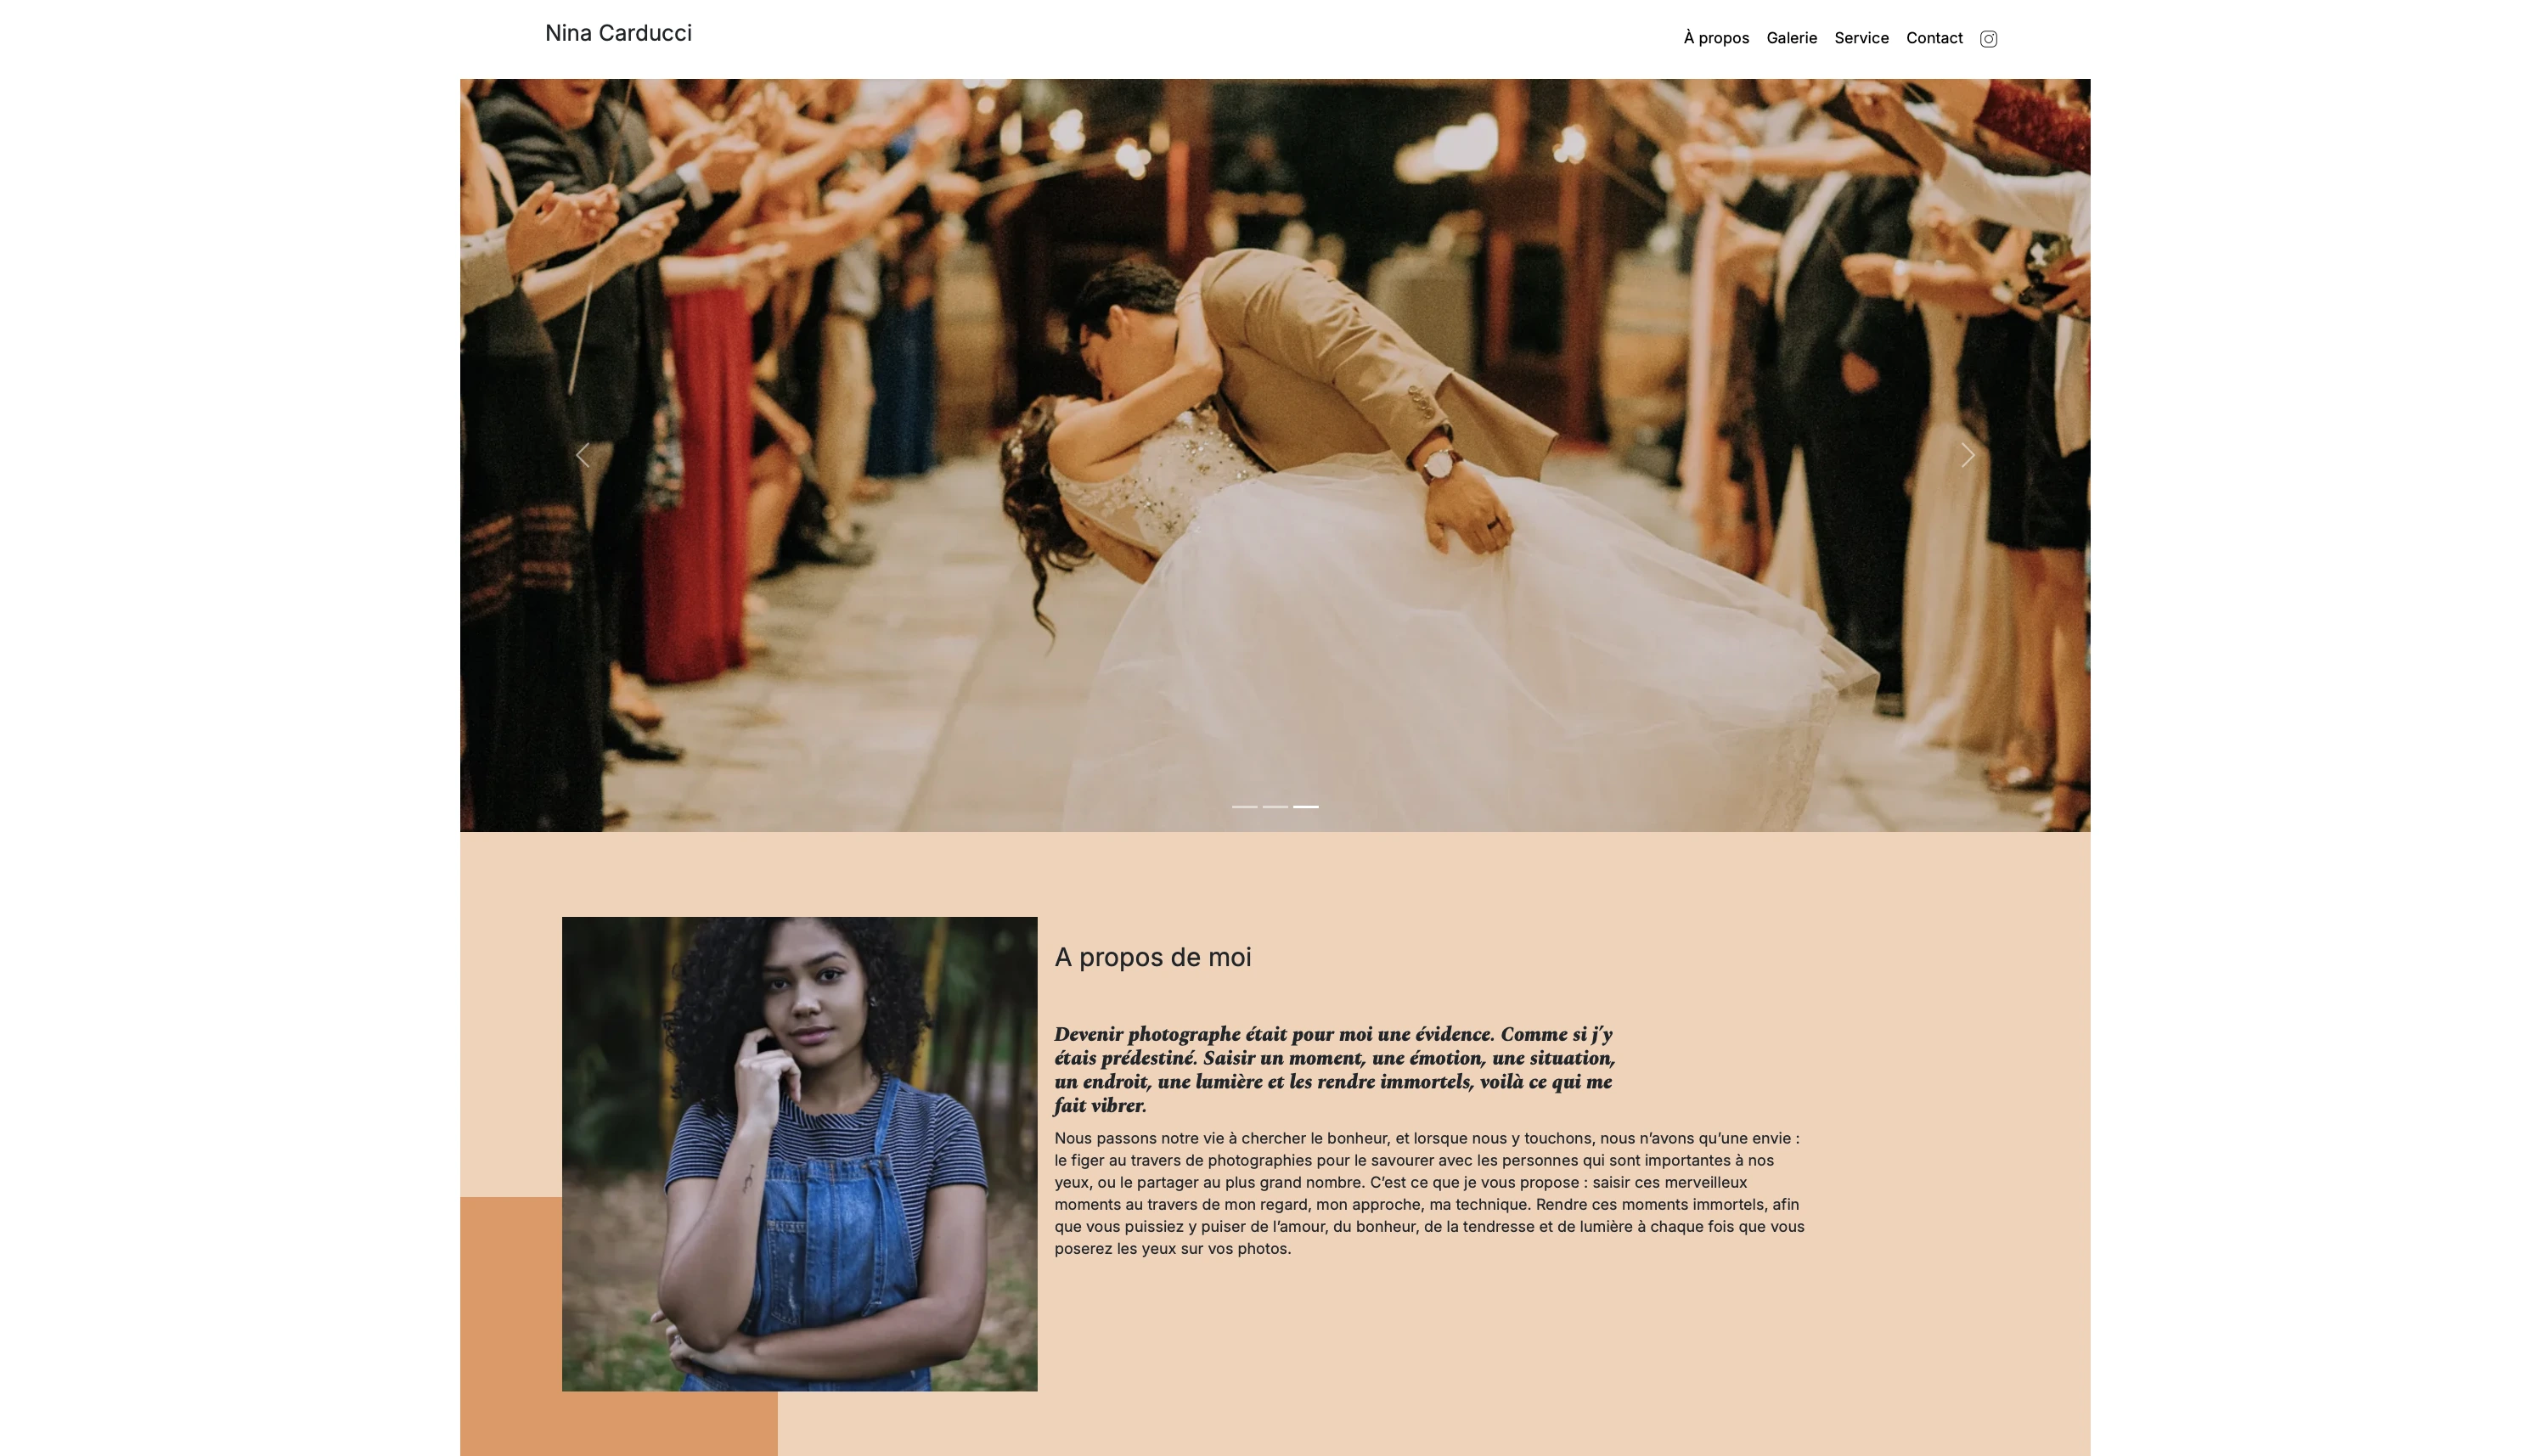 Nina Carducci
À propos Galerie Service Contact
A propos de moi
Devenir photographe était pour moi une évidence. Comme si j’y
étais prédestiné. Saisir un moment, une émotion, une situation,
un endroit, une lumière et les rendre immortels, voilà ce qui me
fait vibrer.
Nous passons notre vie à chercher le bonheur, et lorsque nous y touchons, nous n’avons qu’une envie :
le figer au travers de photographies pour le savourer avec les personnes qui sont importantes à nos
yeux, ou le partager au plus grand nombre. C’est ce que je vous propose : saisir ces merveilleux
moments au travers de mon regard, mon approche, ma technique. Rendre ces moments immortels, afin
que vous puissiez y puiser de l’amour, du bonheur, de la tendresse et de lumière à chaque fois que vous
poserez les yeux sur vos photos.